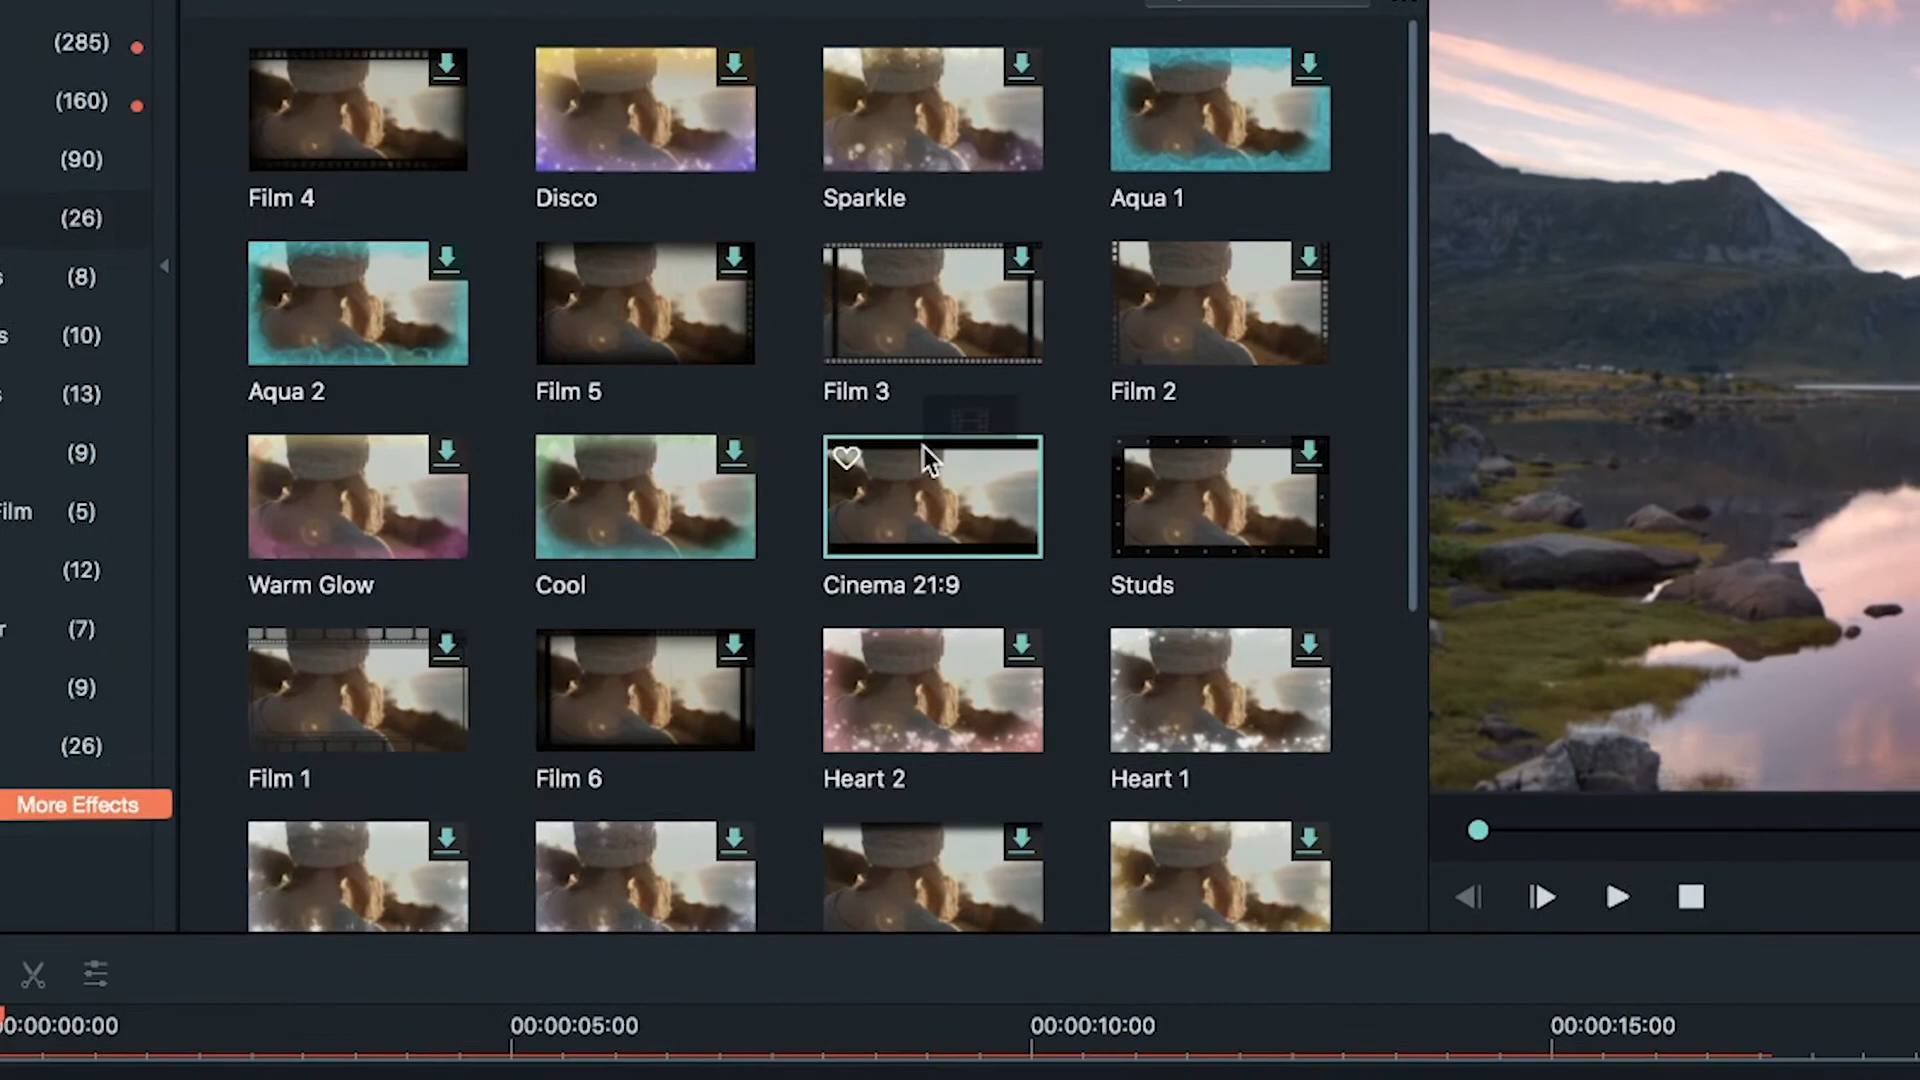 (285)
(160)
(90)
(26)
s (8)
s (10)
s (13)
(9)
Film (5)
(12)
r (7)
(9)
(26)
More Effects
Film 4
Disco
Sparkle
Aqua 1
Aqua 2
Film 5
Film 3
Film 2
Warm Glow
Cool
Cinema 21:9
Studs
Film 1
Film 6
Heart 2
Heart 1
00:00:00:00
00:00:05:00
00:00:10:00
00:00:15:00